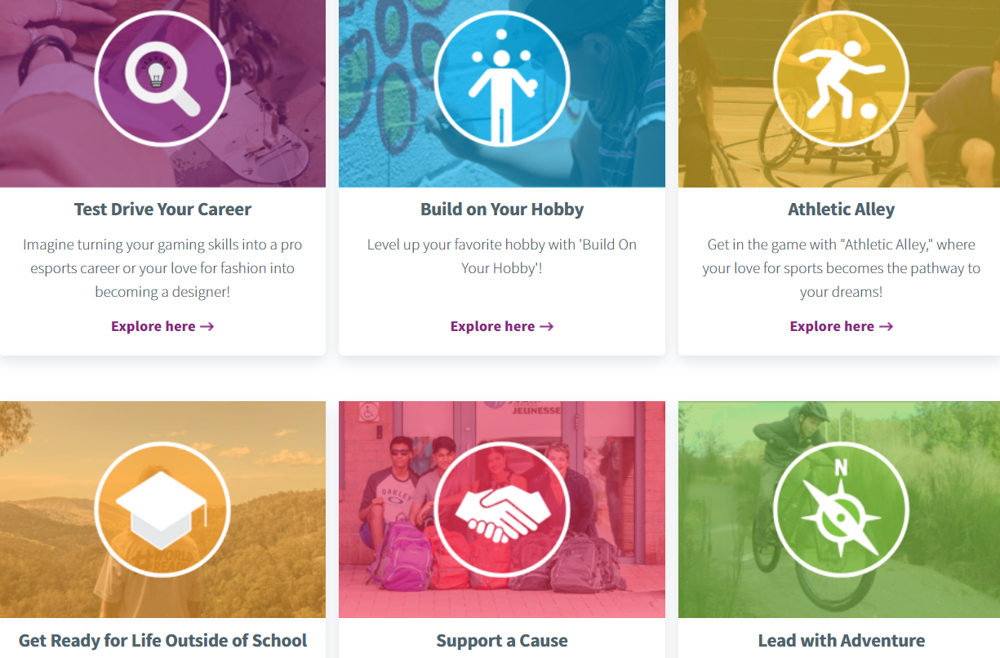 Test Drive Your Career
Imagine turning your gaming skills into a pro
esports career or your love for fashion into
becoming a designer!
Explore here →
Build on Your Hobby
Level up your favorite hobby with 'Build On
Your Hobby'!
Explore here →
Athletic Alley
Get in the game with "Athletic Alley," where
your love for sports becomes the pathway to
your dreams!
Explore here →
Get Ready for Life Outside of School
JEUNESSE
OAKLEY
Support a Cause
N
Lead with Adventure